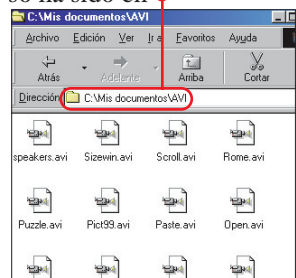 so ha sido en
C:\Mis documentos\AVI
Archivo Edición Ver Ir a Favoritos Ayuda
Atrás Adelante Arriba Cortar
Dirección C:\Mis documentos\AVI
speakers.avi Sizewin.avi Scroll.avi Rome.avi
Puzzle.avi Pict99.avi Paste.avi Open.avi